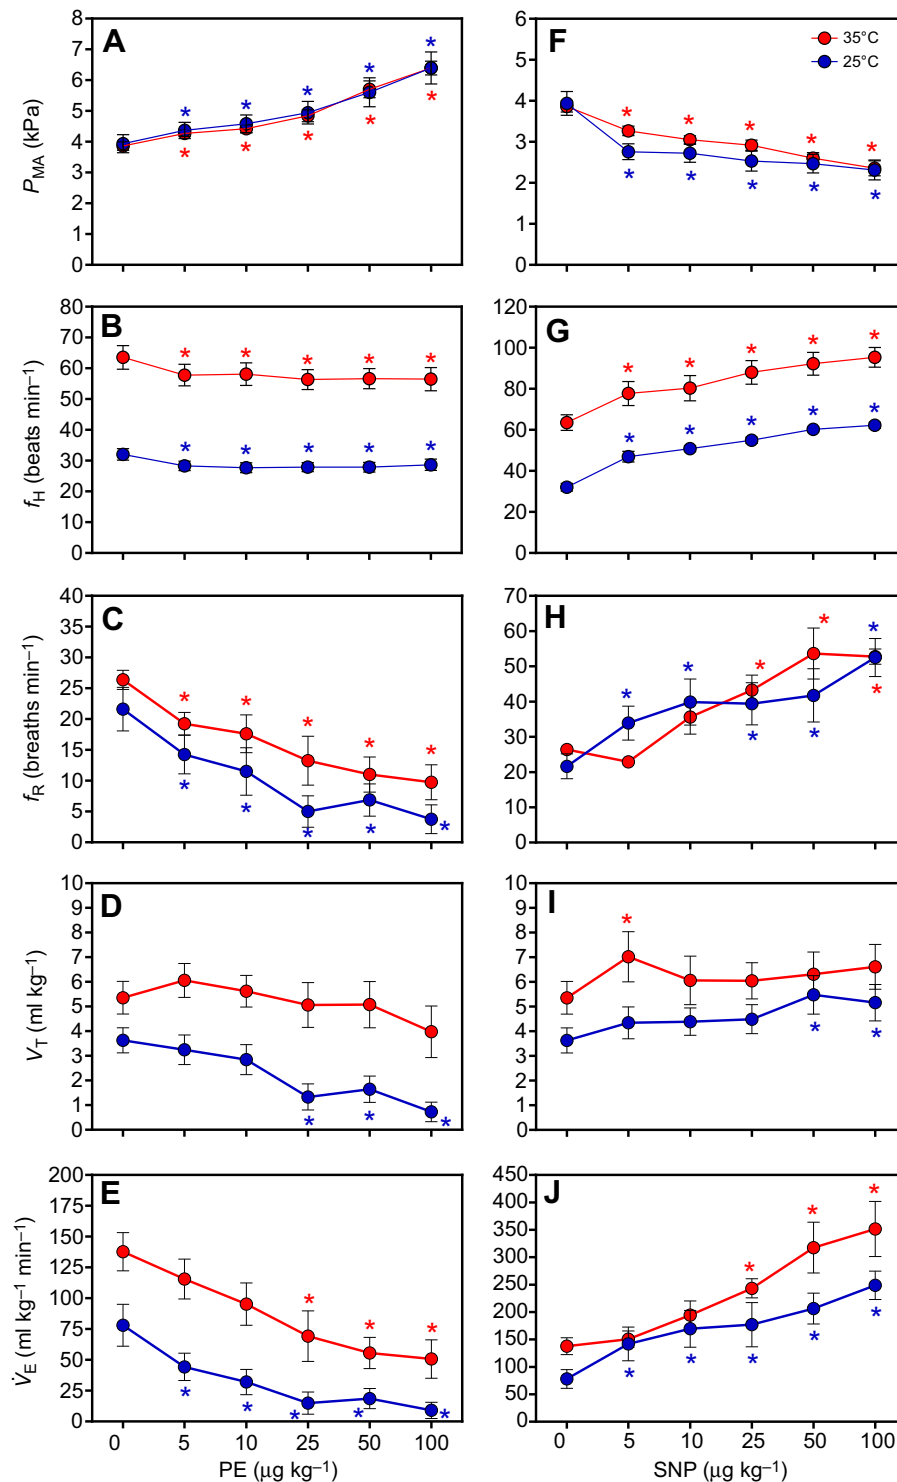 A
P_MA (kPa)
8
7
6
5
4
3
2
1
0
* * * * *
* * * * *
F
35°C
25°C
6
5
4
3
2
1
0
* * * * *
* * * * *
B
f_H (beats min–1)
80
70
60
50
40
30
20
10
0
* * * * *
* * * * *
G
120
100
80
60
40
20
0
* * * * *
* * * * *
C
f_R (breaths min–1)
40
35
30
25
20
15
10
5
0
* * * * *
* * * * *
H
70
60
50
40
30
20
10
0
* * * * *
* * *
D
V_T (ml kg–1)
10
9
8
7
6
5
4
3
2
1
0
* * *
I
10
9
8
7
6
5
4
3
2
1
0
*
* *
E
V̇_E (ml kg–1 min–1)
200
175
150
125
100
75
50
25
0
* * *
* * * * *
0 5 10 25 50 100
PE (μg kg–1)
J
450
400
350
300
250
200
150
100
50
0
* * *
* * * * *
0 5 10 25 50 100
SNP (μg kg–1)